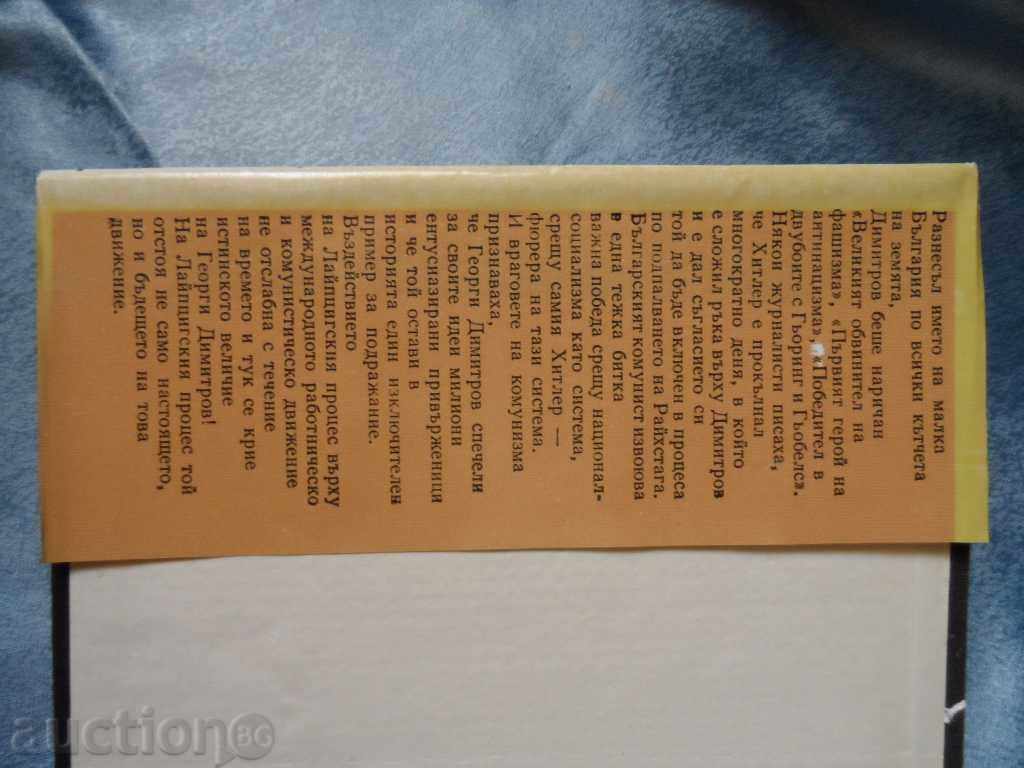 Разнесъл името на малка
България по всички кътчета
на земята,
Димитров беше наричан
«Великият обвинител на
фашизма», «Първият герой на
антинацизма», «Победител в
двубоите с Гьоринг и Гьобелс».
Някои журналисти писаха,
че Хитлер е проклинал
многократно деня, в който
е сложил ръка върху Димитров
и е дал съгласието си
той да бъде включен в процеса
по подпалването на Райхстага.
Българският комунист извоюва
в една тежка битка
важна победа срещу национал-
социализма като система,
срещу самия Хитлер —
фюрера на тази система.
И враговете на комунизма
признаваха,
че Георги Димитров спечели
за своите идеи милиони
ентусиазирани привърженици
и че той остави в
историята един изключителен
пример за подражание.
Въздействието
на Лайпцигския процес върху
международното работническо
и комунистическо движение
не отслабна с течение
на времето и тук се крие
истинското величие
на Георги Димитров!
На Лайпцигския процес той
отстоя не само настоящето,
но и бъдещето на това
движение.
auctionBG